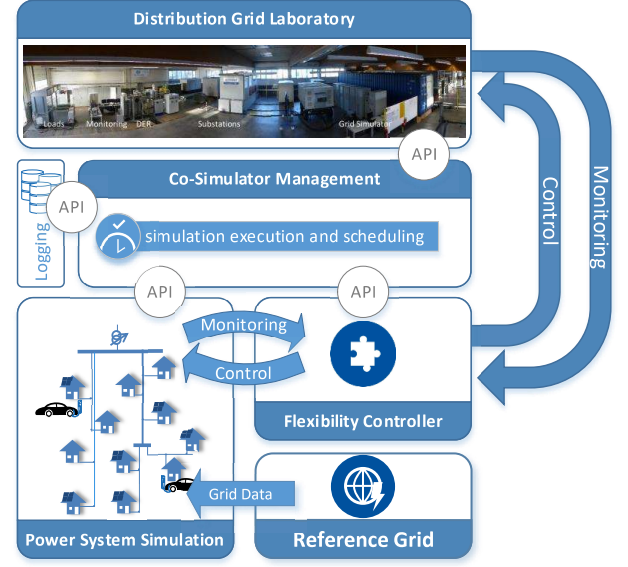 Distribution Grid Laboratory
Loads
Monitoring
DER
Substations
Grid Simulator
API
Co-Simulator Management
API
simulation execution and scheduling
Logging
API
API
Monitoring
Control
Flexibility Controller
Grid Data
Power System Simulation
Reference Grid
Control
Monitoring